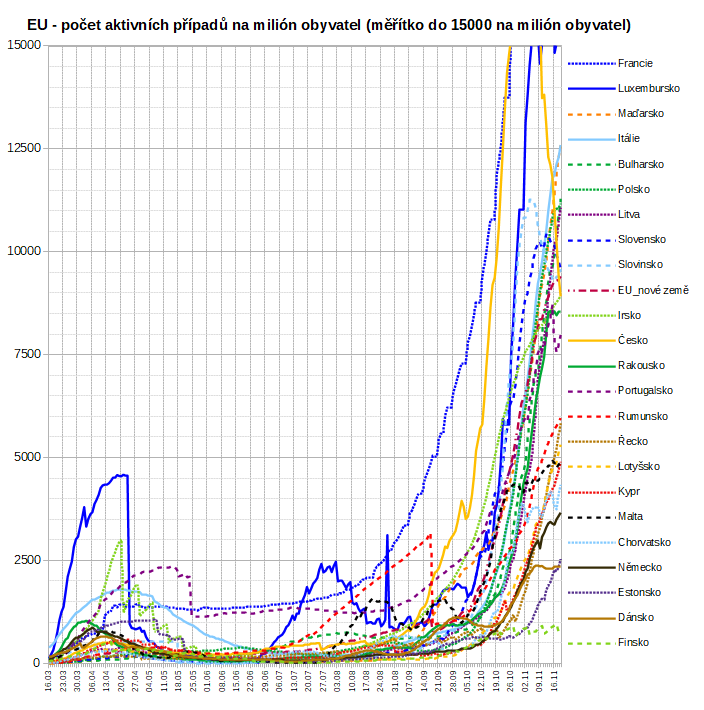 EU - počet aktivních případů na milión obyvatel (měřítko do 15000 na milión obyvatel)
15000
12500
10000
7500
5000
2500
0
Francie
Luxembursko
Maďarsko
Itálie
Bulharsko
Polsko
Litva
Slovensko
Slovinsko
EU_nové země
Irsko
Česko
Rakousko
Portugalsko
Rumunsko
Řecko
Lotyšsko
Kypr
Malta
Chorvatsko
Německo
Estonsko
Dánsko
Finsko
16.03
23.03
30.03
06.04
13.04
20.04
27.04
04.05
11.05
18.05
25.05
01.06
08.06
15.06
22.06
29.06
06.07
13.07
20.07
27.07
03.08
10.08
17.08
24.08
31.08
07.09
14.09
21.09
28.09
05.10
12.10
19.10
26.10
02.11
09.11
16.11